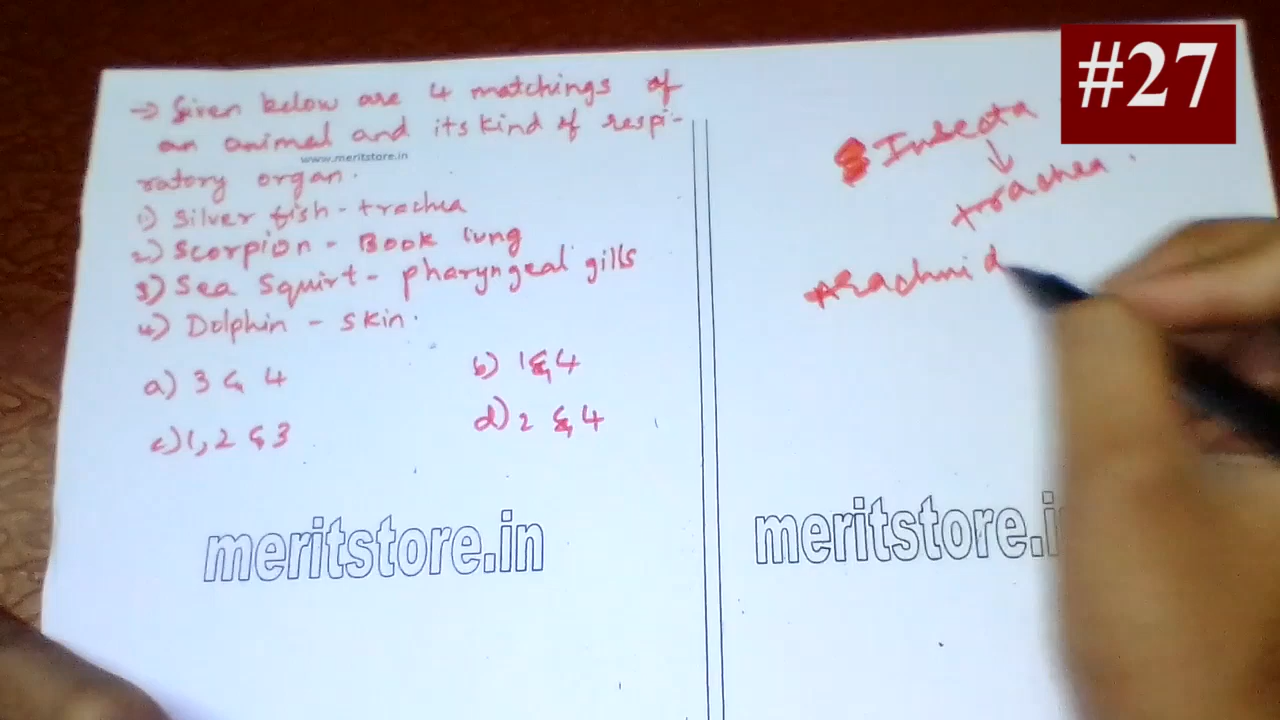 #27
→ Given below are 4 matchings of
an animal and its kind of respi-
www.meritstore.in
ratory organ.
1) Silver fish - trachea
2) Scorpion - Book lung
3) Sea Squirt - pharyngeal gills
4) Dolphin - skin.
a) 3 & 4
b) 1 & 4
c) 1, 2 & 3
d) 2 & 4
meritstore.in
Insecta
↓
trachea.
Arachnid
meritstore.i